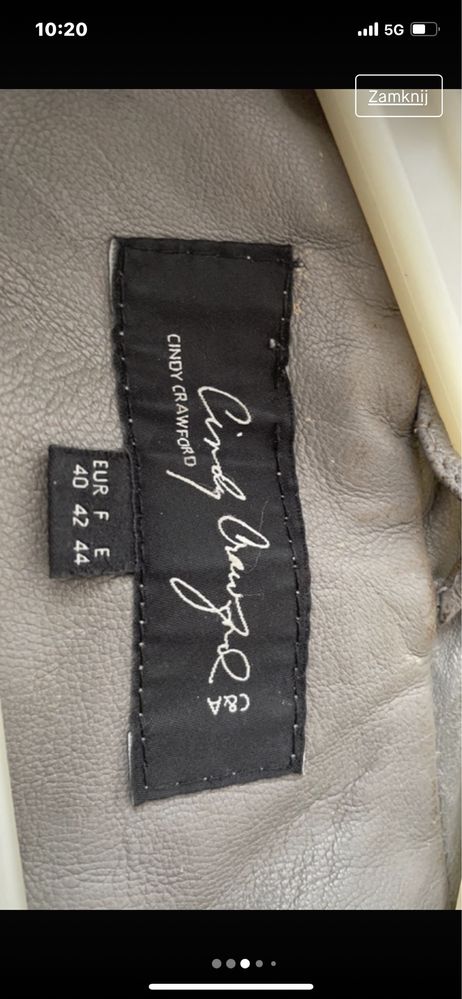 10:20
5G
Zamknij
Cindy Crawford
CINDY CRAWFORD
C&A
EUR F E
40 42 44